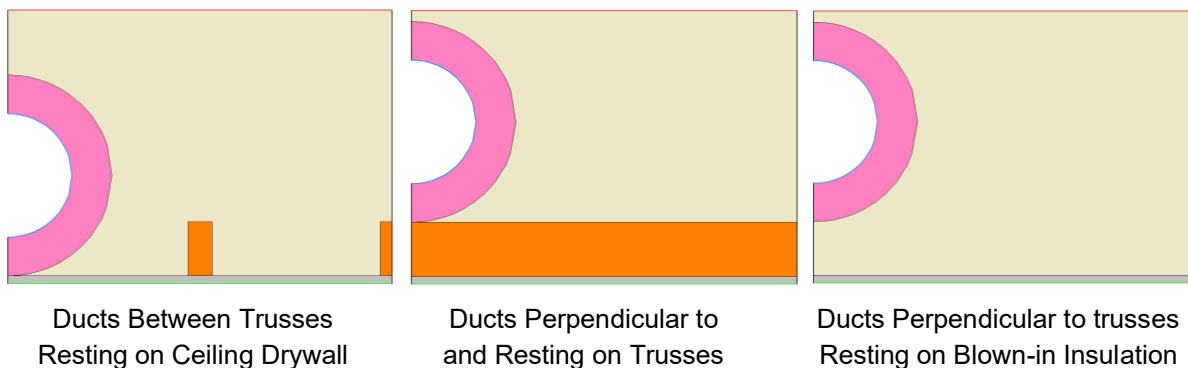 Ducts Between Trusses
Resting on Ceiling Drywall
Ducts Perpendicular to
and Resting on Trusses
Ducts Perpendicular to trusses
Resting on Blown-in Insulation